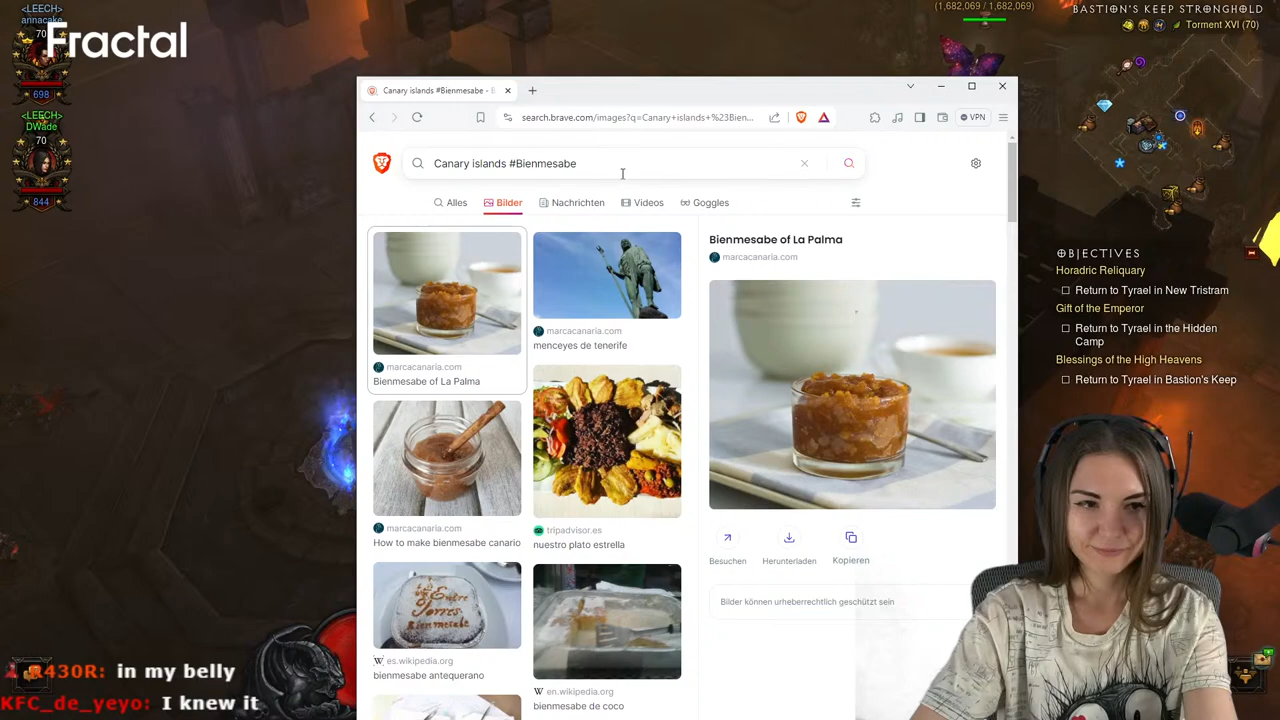 <LEECH>
annacake
70
698
<LEECH>
DWade
70
844
Fractal
(1,682,069 / 1,682,069)
BASTION'S KEEP STRONGHOLD
Torment XVI (70)
Canary islands #Bienmesabe - B
search.brave.com/images?q=Canary+islands+%23Bien...
VPN
Canary islands #Bienmesabe
Alles
Bilder
Nachrichten
Videos
Goggles
marcacanaria.com
Bienmesabe of La Palma
marcacanaria.com
menceyes de tenerife
marcacanaria.com
How to make bienmesabe canario
tripadvisor.es
nuestro plato estrella
Entre
Torres
Bienmesabe
W es.wikipedia.org
bienmesabe antequerano
W en.wikipedia.org
bienmesabe de coco
Bienmesabe of La Palma
marcacanaria.com
Besuchen
Herunterladen
Kopieren
Bilder können urheberrechtlich geschützt sein
OBJECTIVES
Horadric Reliquary
Return to Tyrael in New Tristram
Gift of the Emperor
Return to Tyrael in the Hidden
Camp
Blessings of the High Heavens
Return to Tyrael in Bastion's Keep
in my belly
KFC_de_yeyo: I knew it